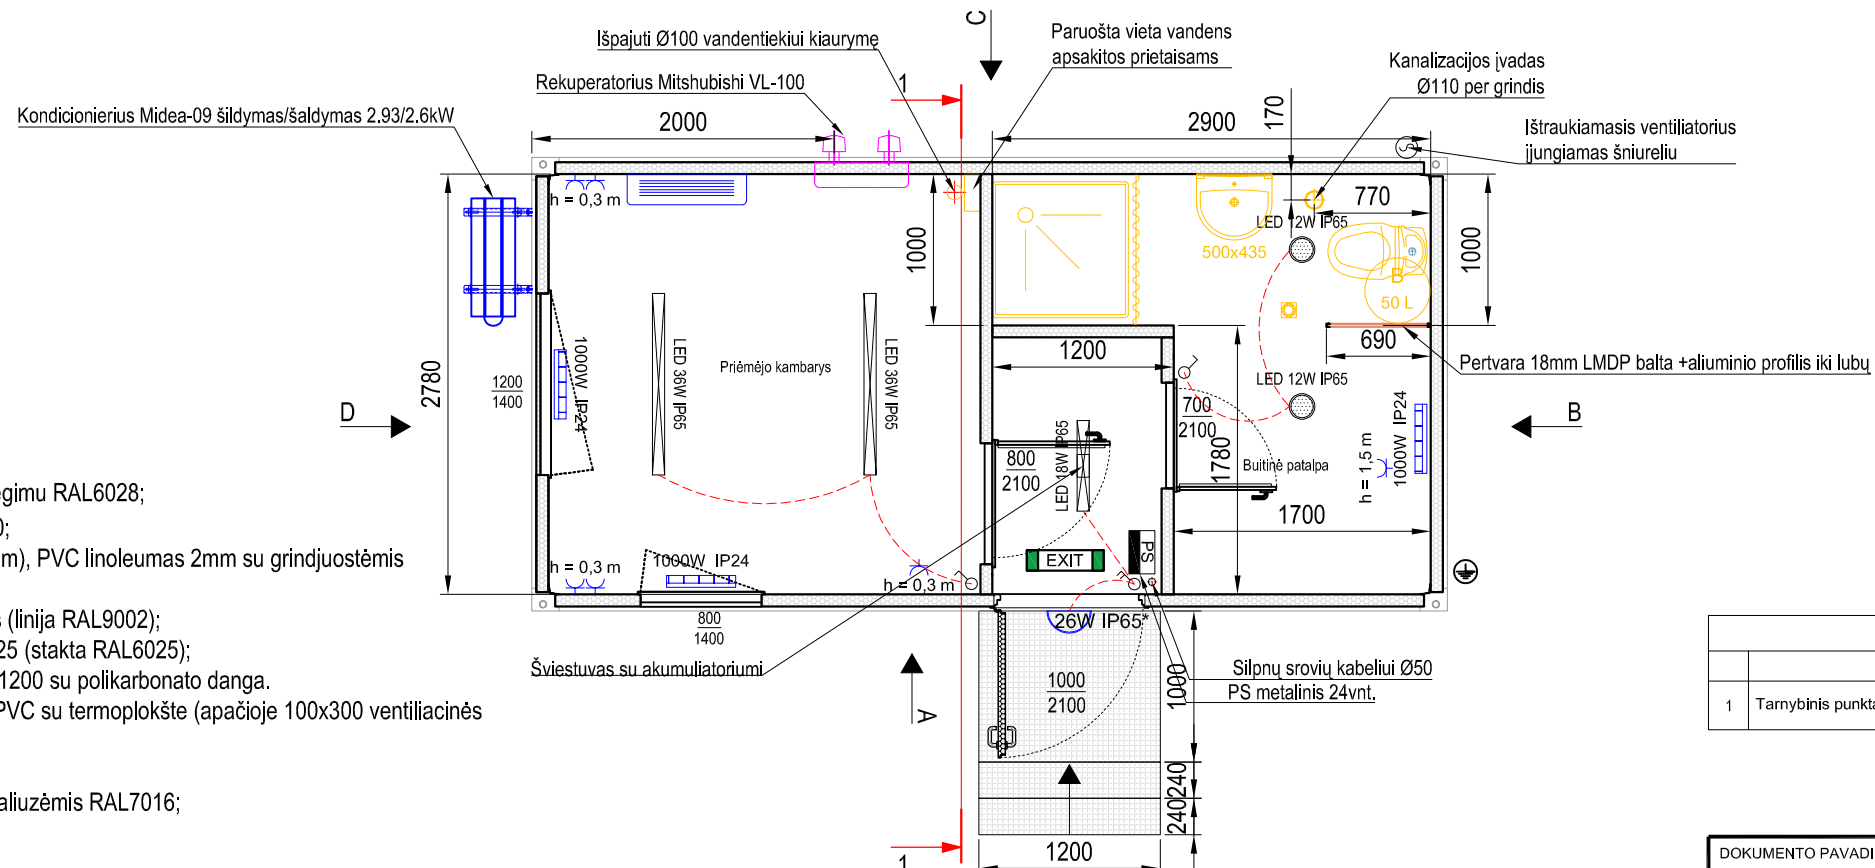 C
Išpajuti Ø100 vandentiekiui kiaurymę
Paruošta vieta vandens
apsakitos prietaisams
Kanalizacijos įvadas
Ø110 per grindis
Rekuperatorius Mitshubishi VL-100
1
Kondicionierius Midea-09 šildymas/šaldymas 2.93/2.6kW
2000
2900
170
Ištraukiamasis ventiliatorius
įjungiamas šniureliu
h = 0,3 m
770
LED 12W IP65
1000
500x435
1000
B
50 L
2780
1200
1400
1000W IP24
LED 36W IP65
Priėmėjo kambarys
LED 36W IP65
1200
690
Pertvara 18mm LMDP balta +aliuminio profilis iki lubų
LED 12W IP65
D
700
2100
B
800
2100
LED 18W IP65
1780
Buitinė patalpa
h = 1,5 m
1000W IP24
1700
ėgimu RAL6028;
0;
m), PVC linoleumas 2mm su grindjuostėmis
h = 0,3 m
1000W IP24
h = 0,3 m
EXIT
PS
s (linija RAL9002);
25 (stakta RAL6025);
1200 su polikarbonato danga.
PVC su termoplokšte (apačioje 100x300 ventiliacinės
aliuzėmis RAL7016;
800
1400
26W IP65*
Šviestuvas su akumuliatoriumi
A
1000
2100
1000
Silpnų srovių kabeliui Ø50
PS metalinis 24vnt.
240
240
1200
1
1 Tarnybinis punkta
DOKUMENTO PAVADI